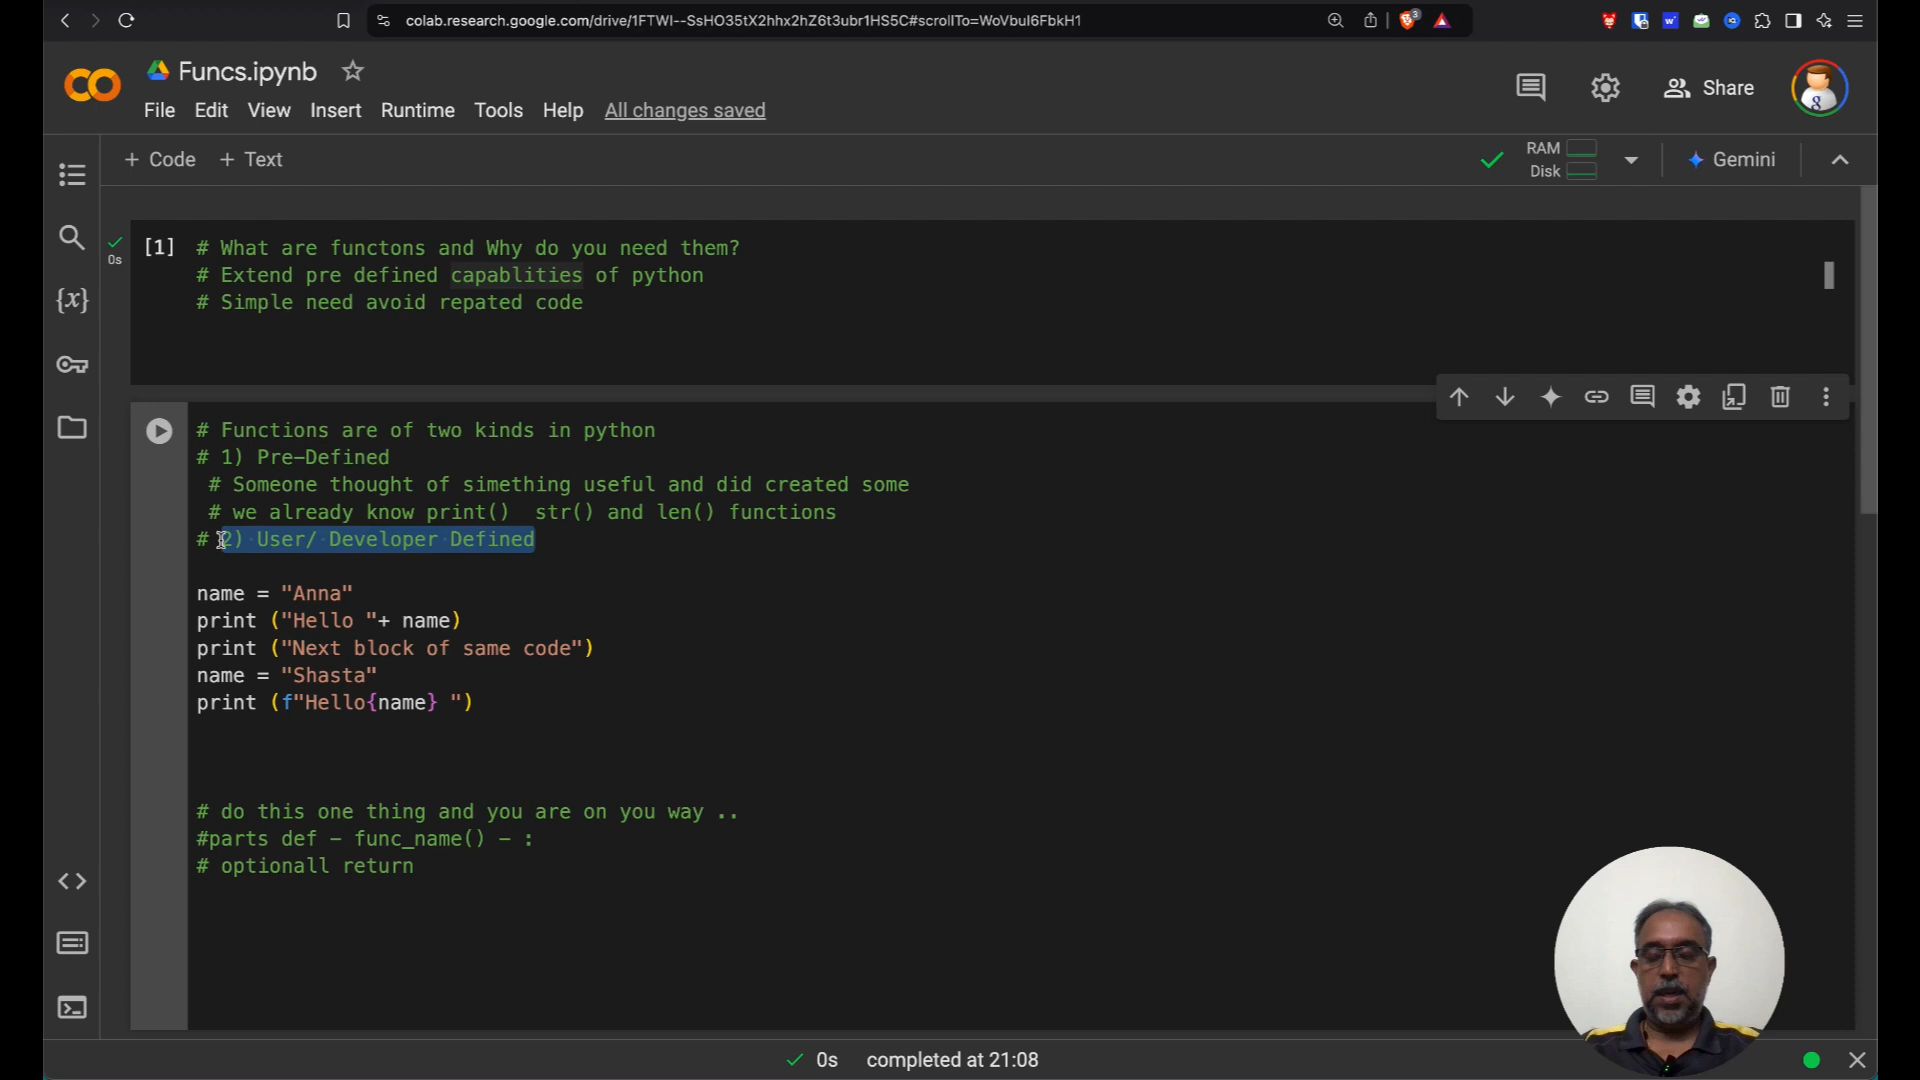 colab.research.google.com/drive/1FTWI--SsHO35tX2hhx2hZ6t3ubr1HS5C#scrollTo=WoVbuI6FbkH1
3
Funcs.ipynb
File Edit View Insert Runtime Tools Help All changes saved
Share
+ Code + Text
RAM
Disk
Gemini
[1] # What are functons and Why do you need them?
0s
# Extend pre defined capablities of python
# Simple need avoid repated code
# Functions are of two kinds in python
# 1) Pre-Defined
# Someone thought of simething useful and did created some
# we already know print()  str() and len() functions
# 2) User/ Developer Defined
name = "Anna"
print ("Hello "+ name)
print ("Next block of same code")
name = "Shasta"
print (f"Hello{name} ")
# do this one thing and you are on you way ..
#parts def - func_name() - :
# optionall return
0s completed at 21:08